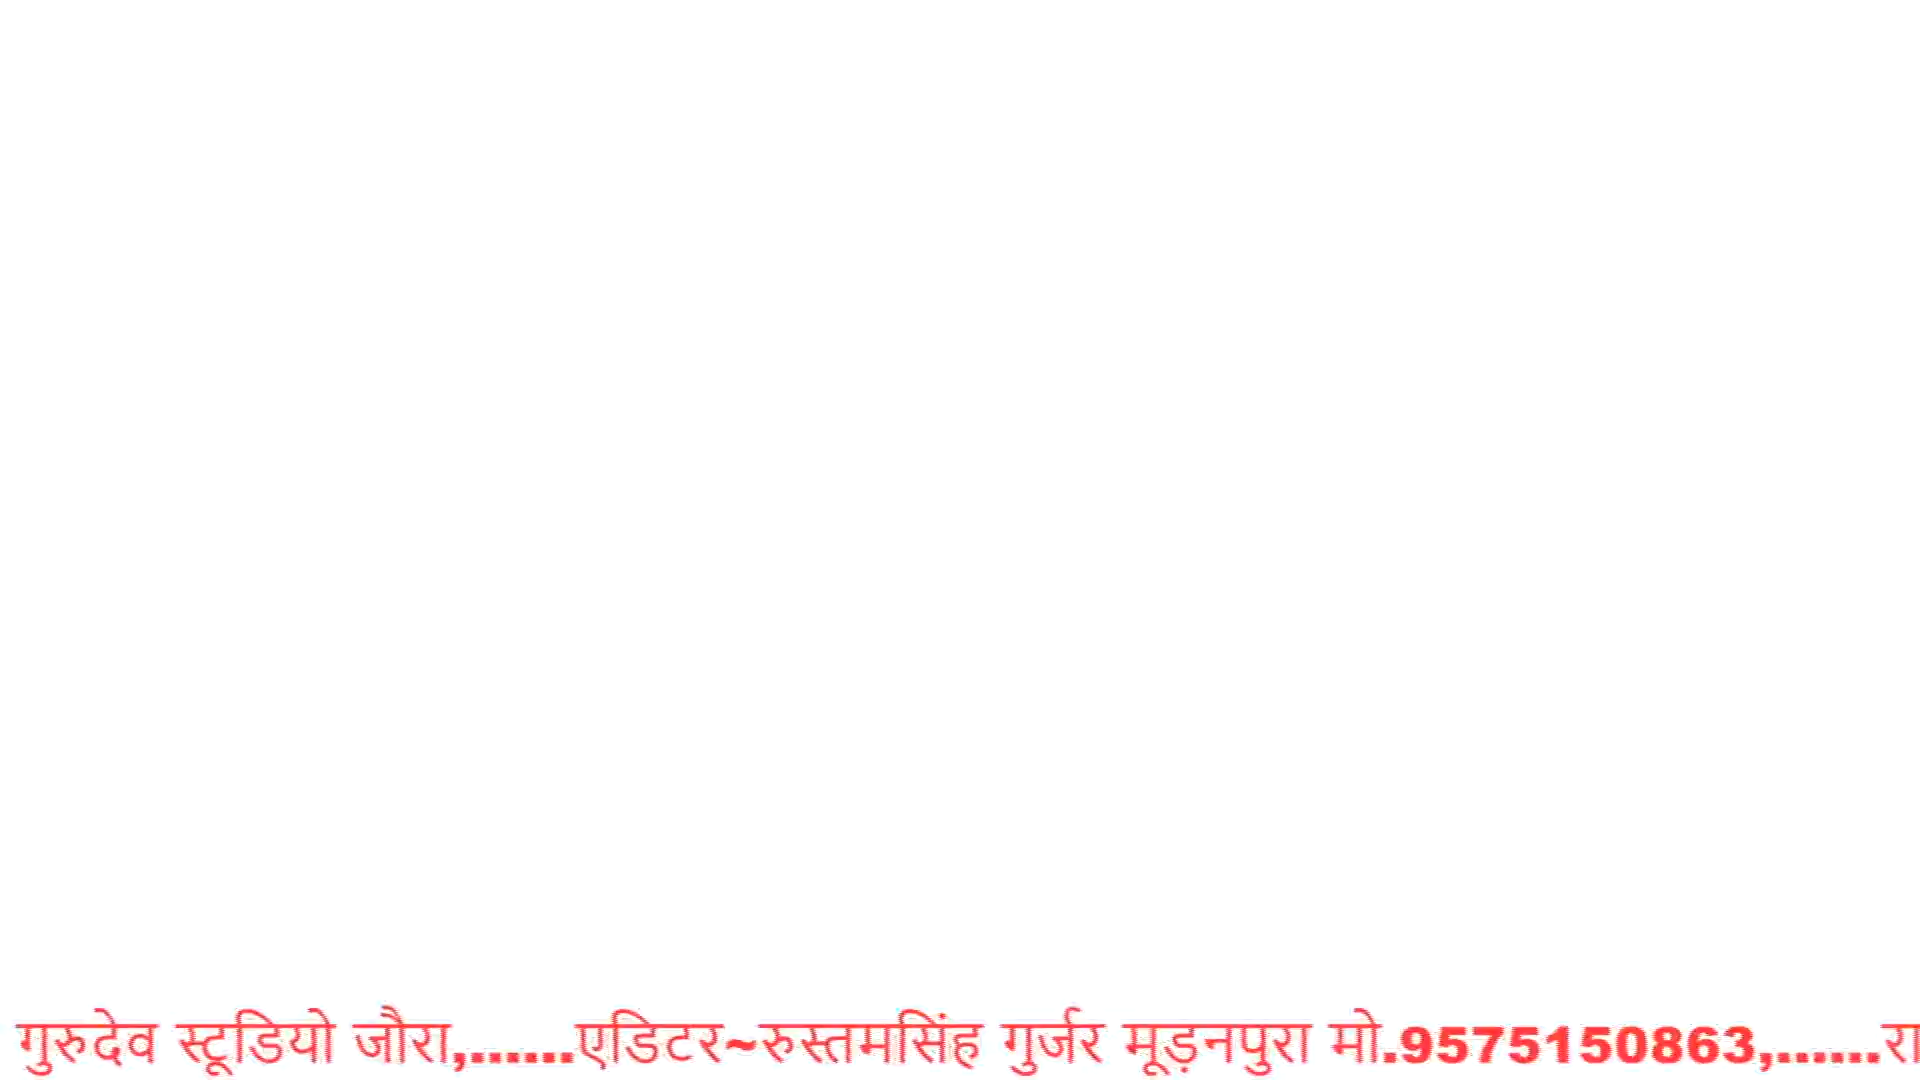 गुरुदेव स्टूडियो जौरा,......एडिटर~रुस्तमसिंह गुर्जर मूड़नपुरा मो.9575150863,......रा